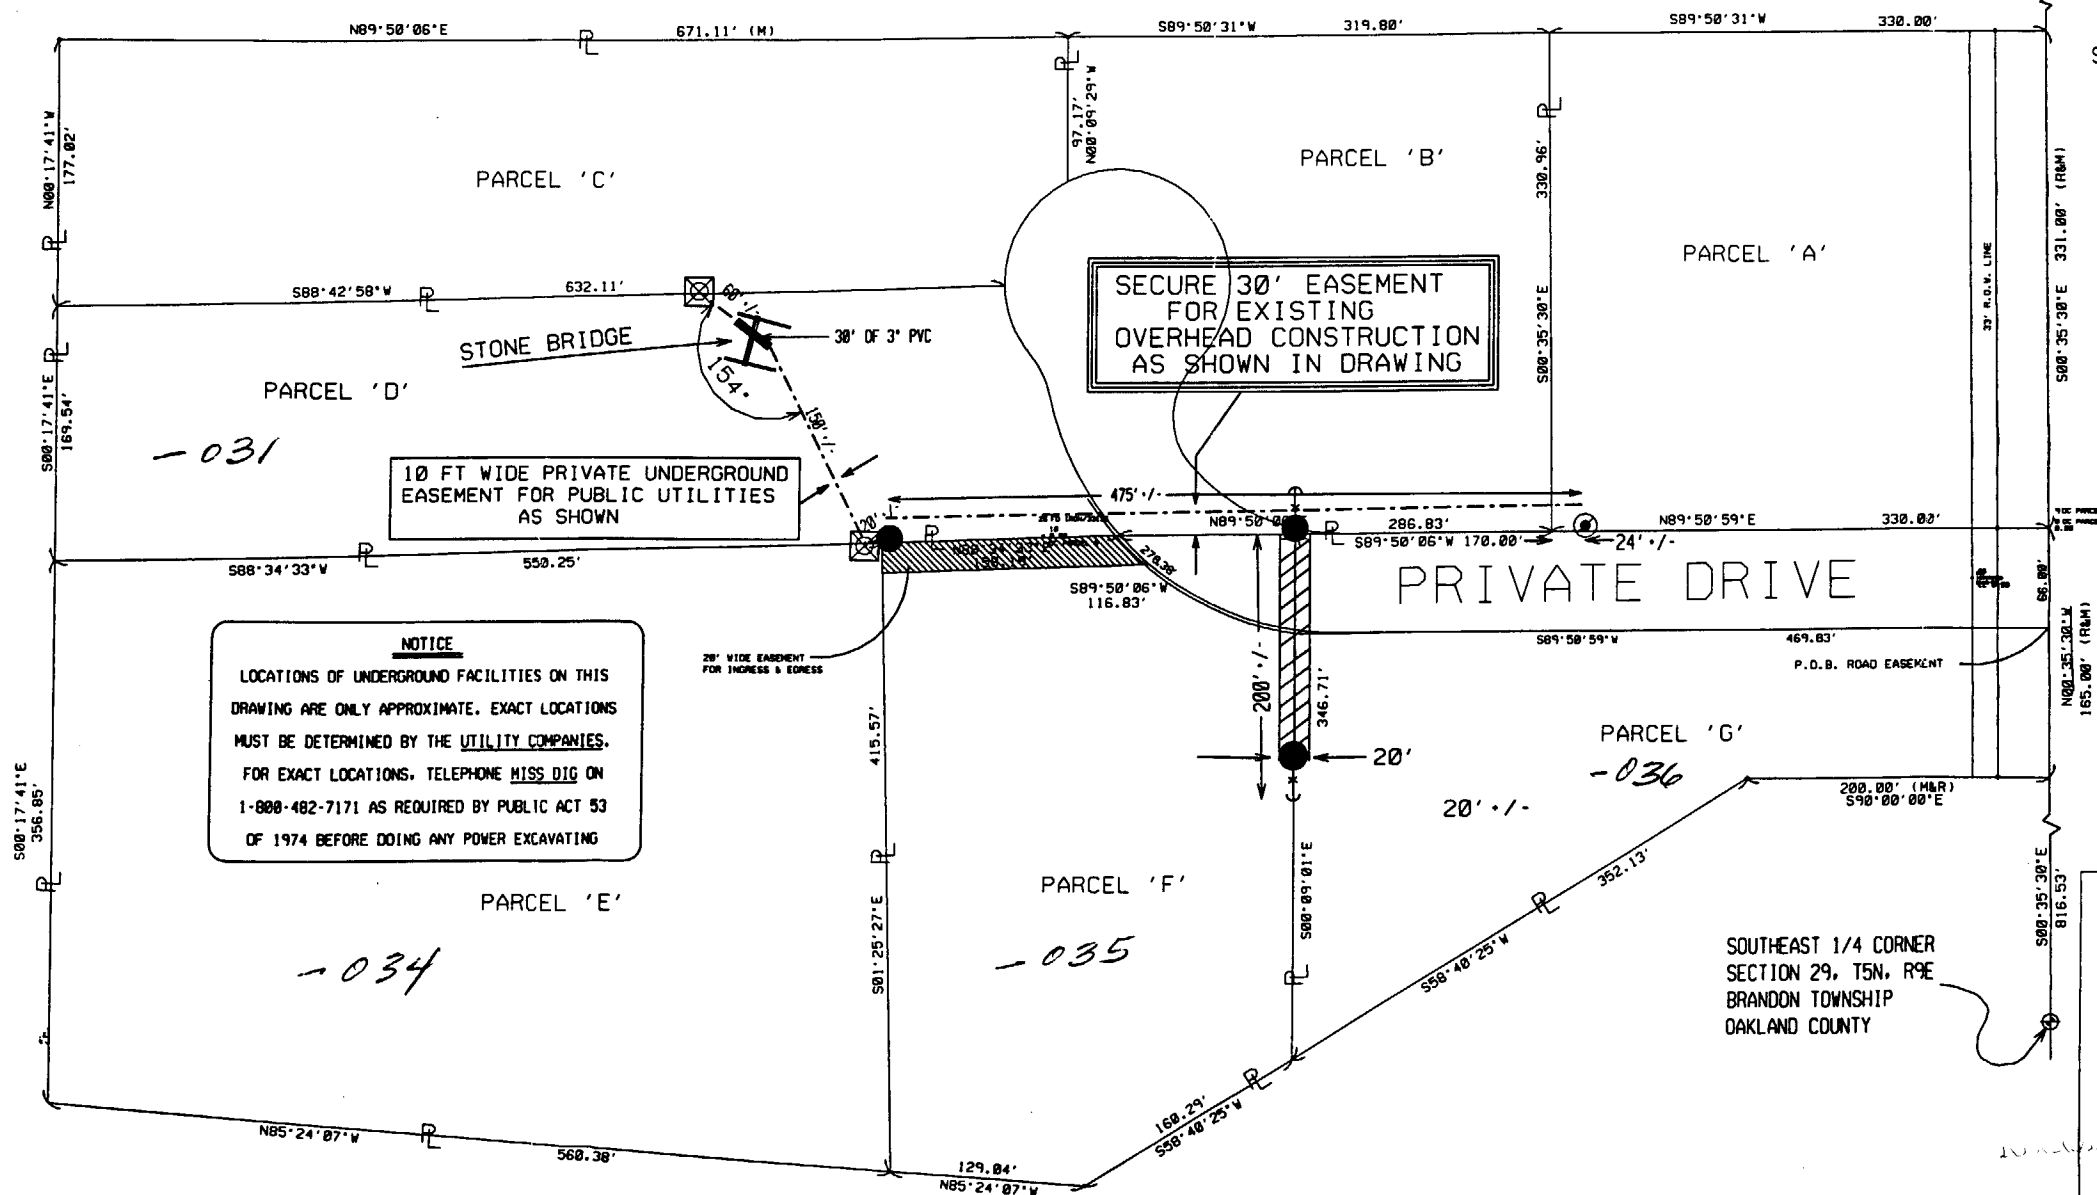 N89°50'06"E
671.11' (M)
S89°50'31"W
319.80'
S89°50'31"W
330.00'
N00°17'41"W
177.02'
97.17'
N00°09'29"W
PARCEL 'C'
PARCEL 'B'
330.96'
S00°35'30"E
PARCEL 'A'
33' R.O.W. LINE
331.00' (R&M)
S00°35'30"E
S88°42'58"W
632.11'
60'+/-
30' OF 3" PVC
STONE BRIDGE
154°
150'+/-
SECURE 30' EASEMENT
FOR EXISTING
OVERHEAD CONSTRUCTION
AS SHOWN IN DRAWING
PARCEL 'D'
S00°17'41"E
169.54'
-031
10 FT WIDE PRIVATE UNDERGROUND
EASEMENT FOR PUBLIC UTILITIES
AS SHOWN
475'+/-
20'+/-
286.83'
S89°50'06"W 170.00'
24'+/-
N89°50'59"E
330.00'
S88°34'33"W
550.25'
278.38'
S89°50'06"W
116.83'
PRIVATE DRIVE
66.00'
S89°50'59"W
469.83'
P.O.B. ROAD EASEMENT
N00°35'30"W
165.00' (R&M)
20' WIDE EASEMENT
FOR INGRESS & EGRESS
NOTICE
LOCATIONS OF UNDERGROUND FACILITIES ON THIS
DRAWING ARE ONLY APPROXIMATE. EXACT LOCATIONS
MUST BE DETERMINED BY THE UTILITY COMPANIES.
FOR EXACT LOCATIONS, TELEPHONE MISS DIG ON
1-800-482-7171 AS REQUIRED BY PUBLIC ACT 53
OF 1974 BEFORE DOING ANY POWER EXCAVATING
200'+/-
346.71'
20'
415.57'
PARCEL 'G'
-036
20'+/-
200.00' (M&R)
S90°00'00"E
S00°17'41"E
356.85'
PARCEL 'E'
-034
S01°25'27"E
PARCEL 'F'
-035
S00°09'01"E
352.13'
S58°40'25"W
S00°35'30"E
816.53'
SOUTHEAST 1/4 CORNER
SECTION 29, T5N, R9E
BRANDON TOWNSHIP
OAKLAND COUNTY
160.29'
S58°40'25"W
N85°24'07"W
560.38'
129.04'
N85°24'07"W